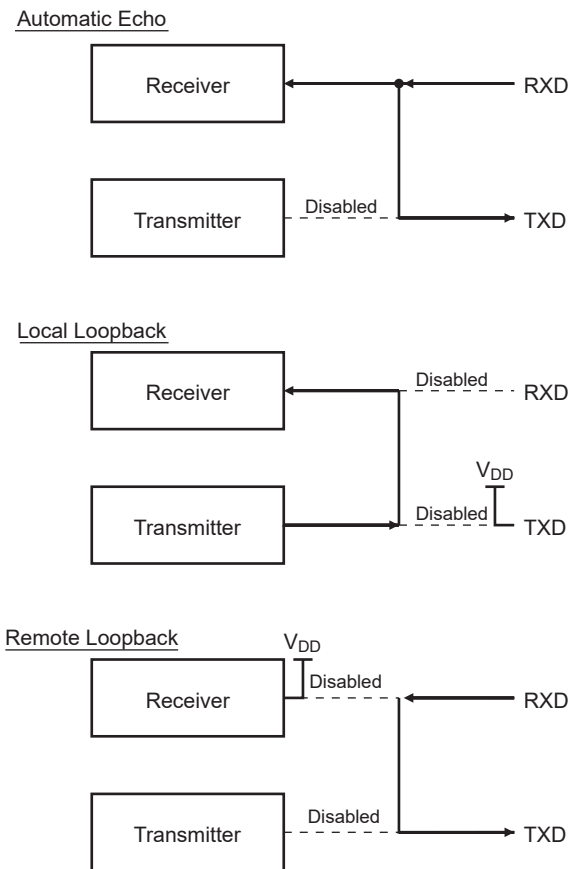 Automatic Echo
Receiver
RXD
Disabled
Transmitter
TXD
Local Loopback
Disabled
Receiver
RXD
VDD
Disabled
Transmitter
TXD
Remote Loopback
VDD
Disabled
Receiver
RXD
Disabled
Transmitter
TXD